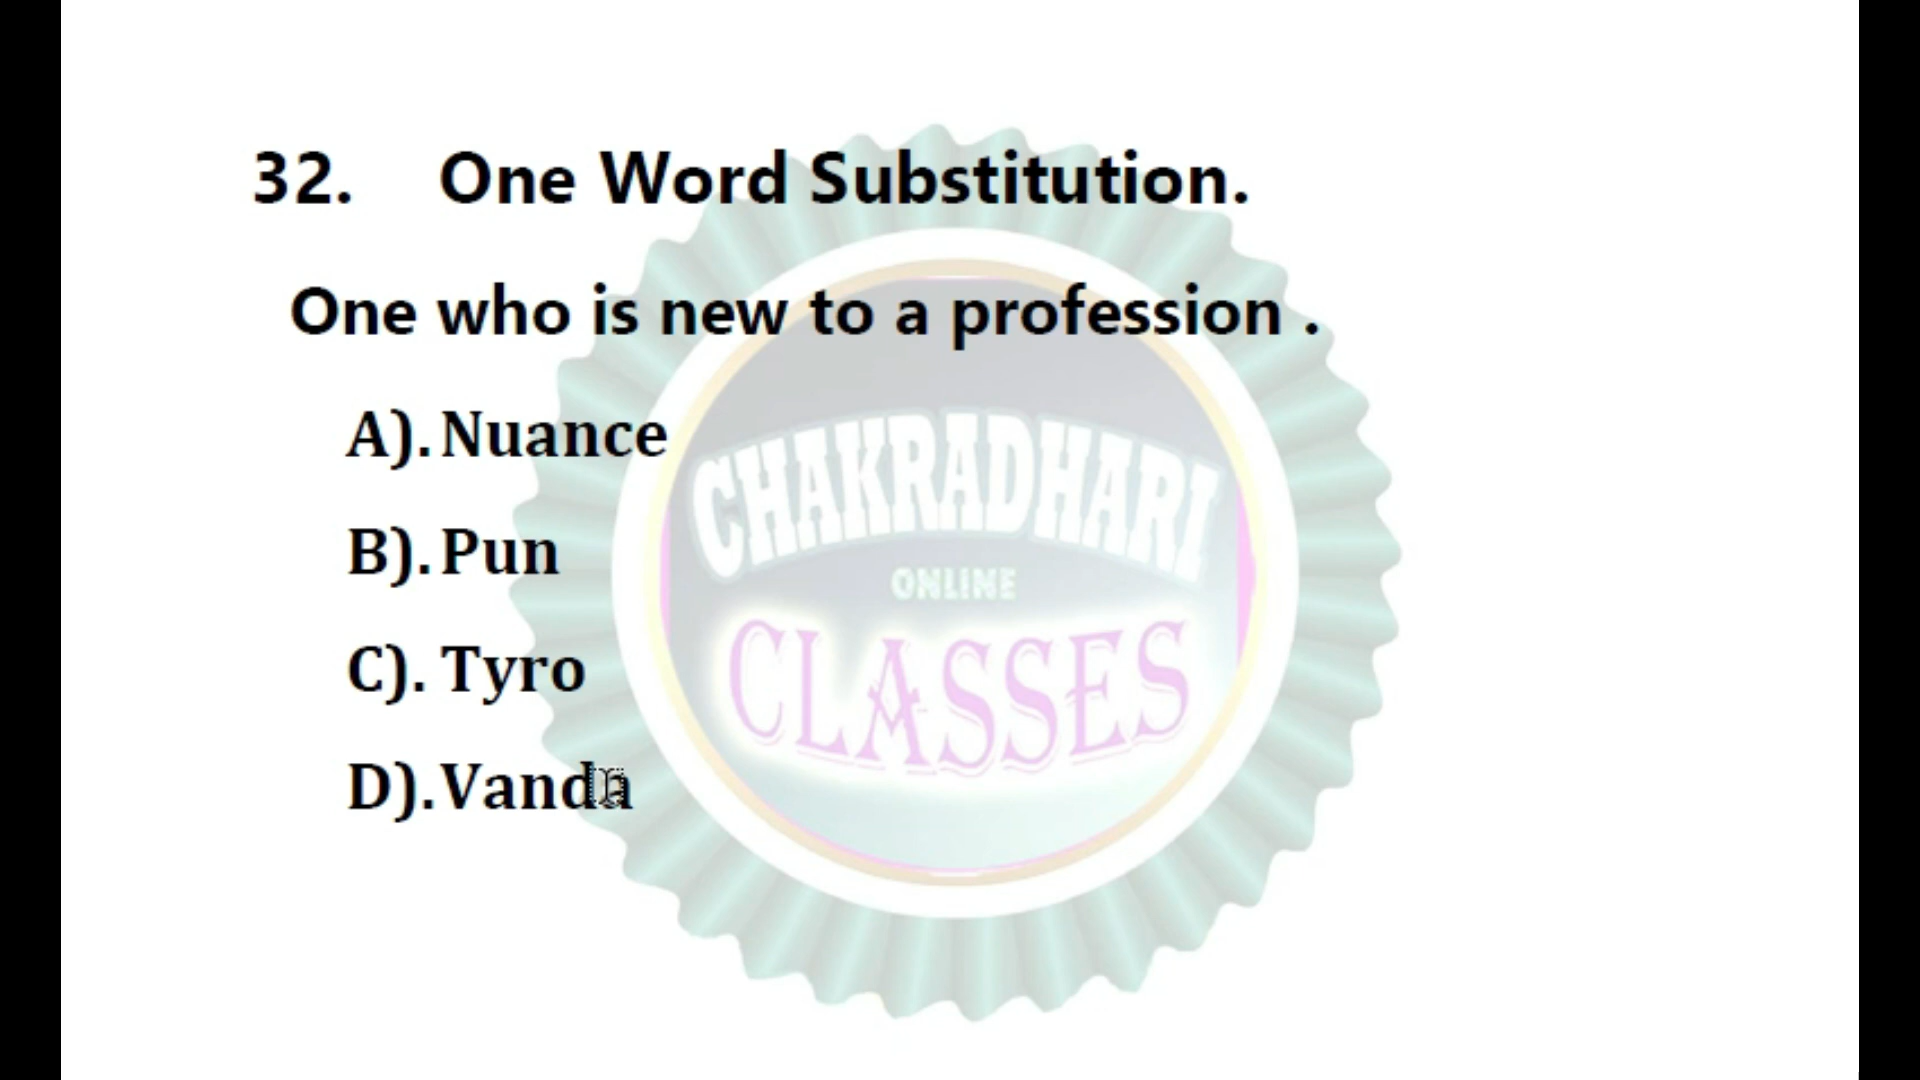 32. One Word Substitution.
One who is new to a profession .
A). Nuance
B). Pun
C). Tyro
D). Vanda
CHAKRADHARI
ONLINE
CLASSES